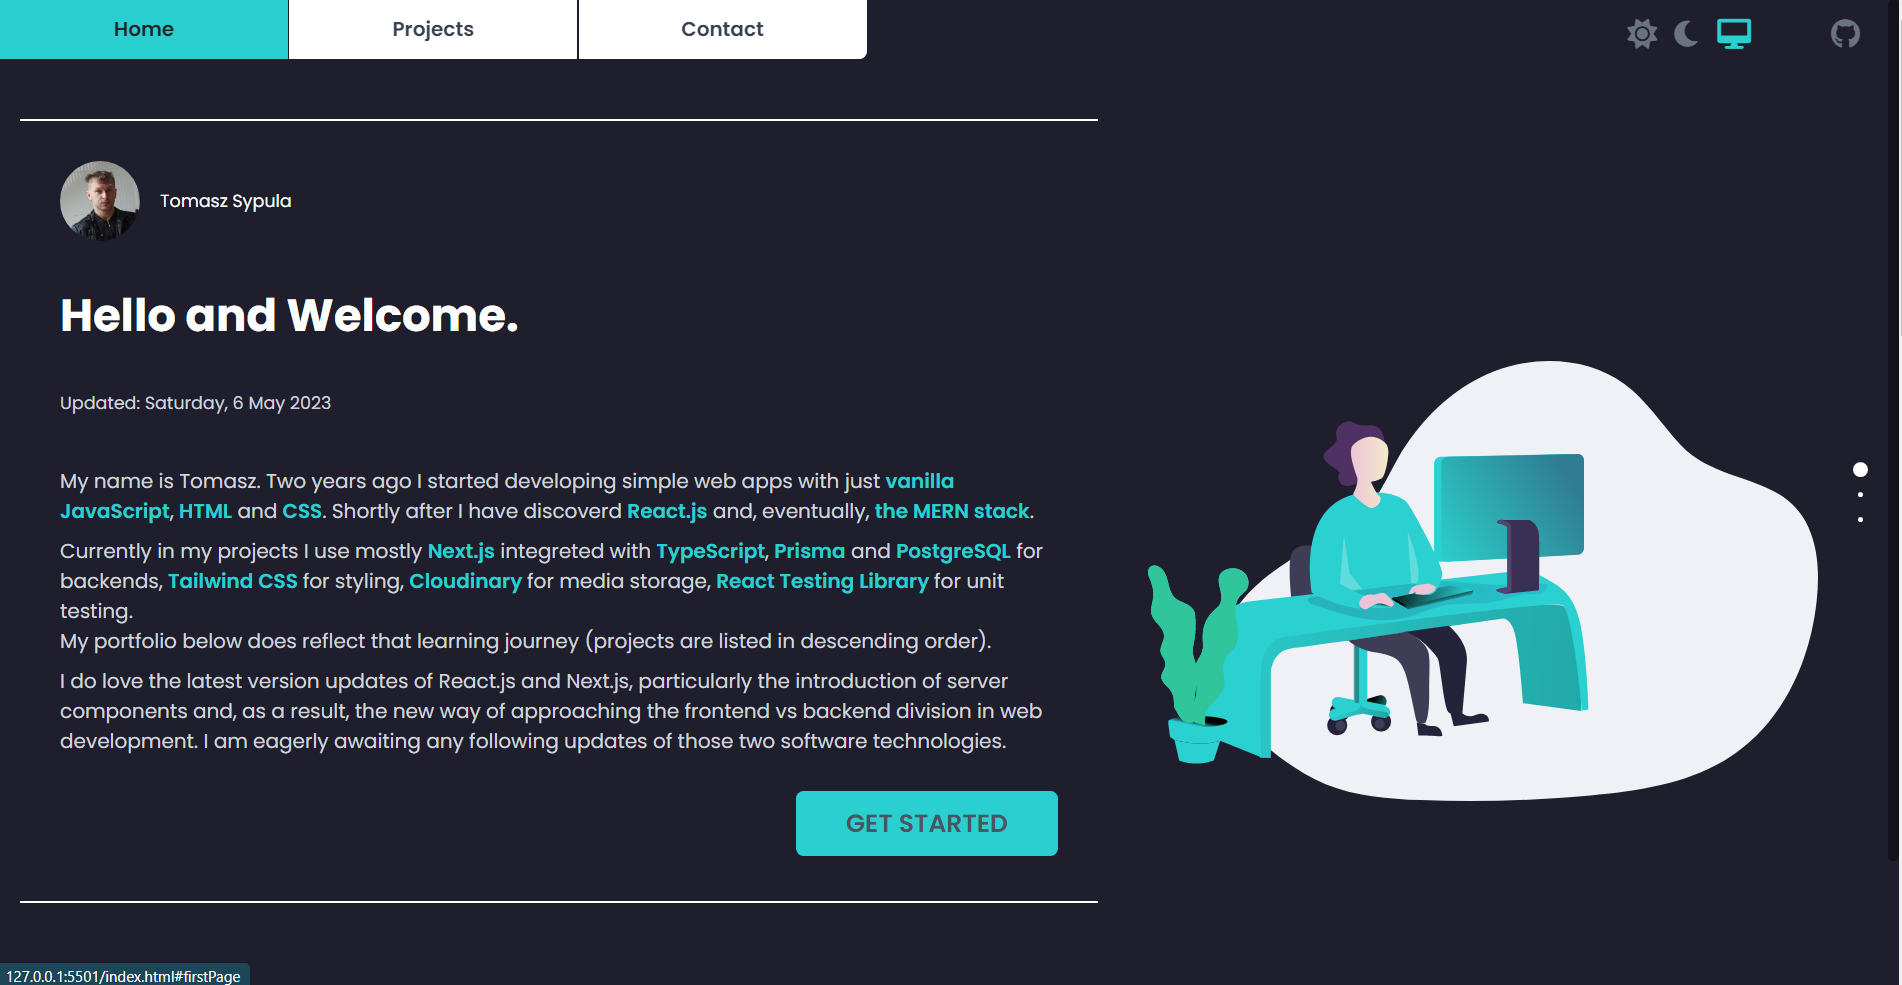 Home
Projects
Contact
Tomasz Sypula
Hello and Welcome.
Updated: Saturday, 6 May 2023
My name is Tomasz. Two years ago I started developing simple web apps with just vanilla
JavaScript, HTML and CSS. Shortly after I have discoverd React.js and, eventually, the MERN stack.
Currently in my projects I use mostly Next.js integreted with TypeScript, Prisma and PostgreSQL for
backends, Tailwind CSS for styling, Cloudinary for media storage, React Testing Library for unit
testing.
My portfolio below does reflect that learning journey (projects are listed in descending order).
I do love the latest version updates of React.js and Next.js, particularly the introduction of server
components and, as a result, the new way of approaching the frontend vs backend division in web
development. I am eagerly awaiting any following updates of those two software technologies.
GET STARTED
127.0.0.1:5501/index.html#firstPage